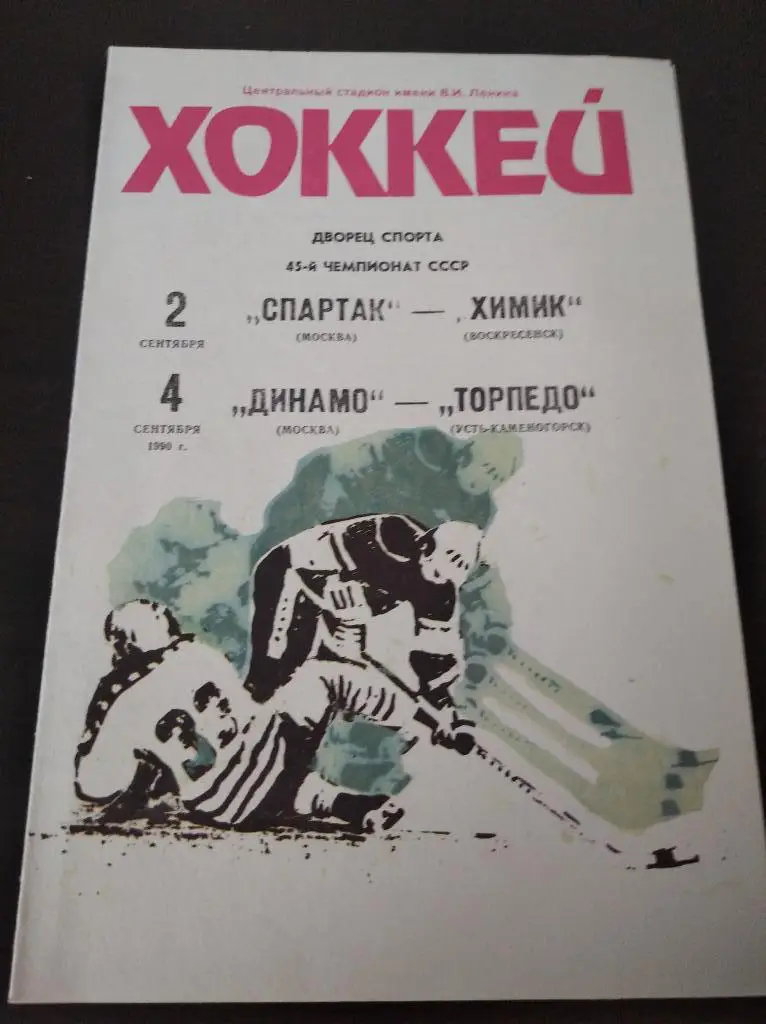 Центральный стадион имени В.И. Ленина
ХОККЕЙ
ДВОРЕЦ СПОРТА
45-й ЧЕМПИОНАТ СССР
2 „СПАРТАК“ — „ХИМИК“
СЕНТЯБРЯ (МОСКВА) (ВОСКРЕСЕНСК)
4 „ДИНАМО“ — „ТОРПЕДО“
СЕНТЯБРЯ (МОСКВА) (УСТЬ-КАМЕНОГОРСК)
1990 г.
33